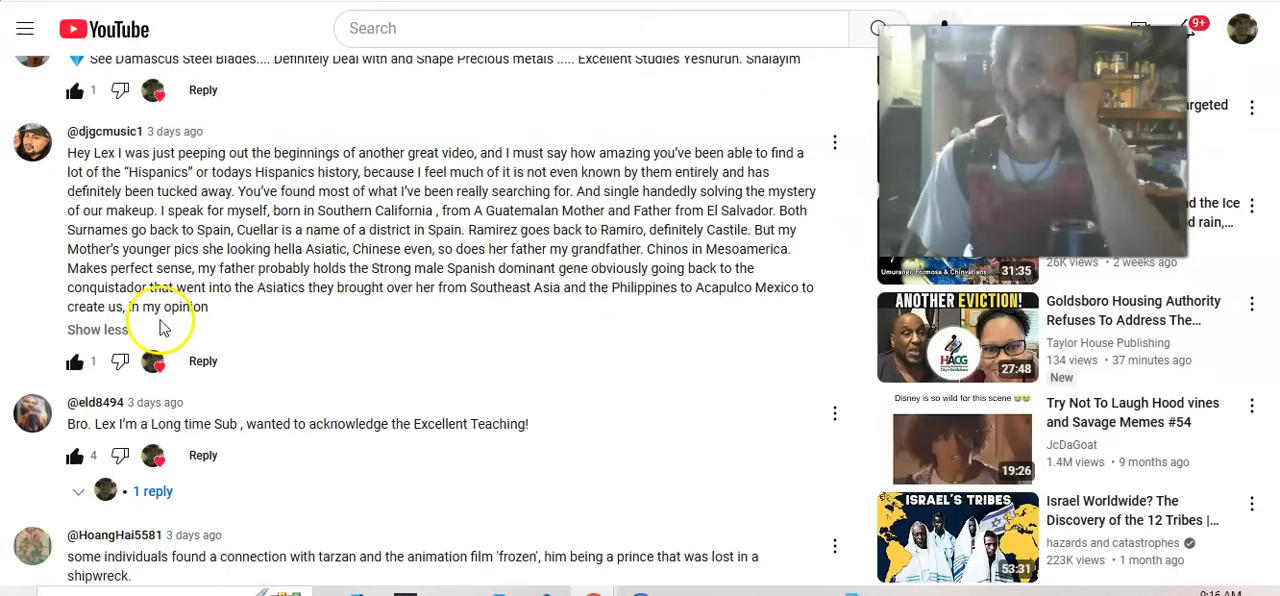 YouTube
Search
9+
See Damascus Steel Blades.... Definitely Deal with and Shape Precious metals ..... Excellent Studies Yeshurun. Shalayim
1 Reply
@djgcmusic1 3 days ago
Hey Lex I was just peeping out the beginnings of another great video, and I must say how amazing you've been able to find a
lot of the "Hispanics" or todays Hispanics history, because I feel much of it is not even known by them entirely and has
definitely been tucked away. You've found most of what I've been really searching for. And single handedly solving the mystery
of our makeup. I speak for myself, born in Southern California , from A Guatemalan Mother and Father from El Salvador. Both
Surnames go back to Spain, Cuellar is a name of a district in Spain. Ramirez goes back to Ramiro, definitely Castile. But my
Mother's younger pics she looking hella Asiatic, Chinese even, so does her father my grandfather. Chinos in Mesoamerica.
Makes perfect sense, my father probably holds the Strong male Spanish dominant gene obviously going back to the
conquistador that went into the Asiatics they brought over her from Southeast Asia and the Philippines to Acapulco Mexico to
create us, in my opinion
Show less
1 Reply
@eld8494 3 days ago
Bro. Lex I'm a Long time Sub , wanted to acknowledge the Excellent Teaching!
4 Reply
• 1 reply
@HoangHai5581 3 days ago
some individuals found a connection with tarzan and the animation film 'frozen', him being a prince that was lost in a
shipwreck.
argeted
nd the Ice
d rain,...
Umurangi, Formosa & Chinvatians
31:35
26K views • 2 weeks ago
ANOTHER EVICTION!
HACG
27:48
Goldsboro Housing Authority
Refuses To Address The...
Taylor House Publishing
134 views • 37 minutes ago
New
Disney is so wild for this scene 😂😂
19:26
Try Not To Laugh Hood vines
and Savage Memes #54
JcDaGoat
1.4M views • 9 months ago
ISRAEL'S TRIBES
53:31
Israel Worldwide? The
Discovery of the 12 Tribes |...
hazards and catastrophes
223K views • 1 month ago
9:16 AM